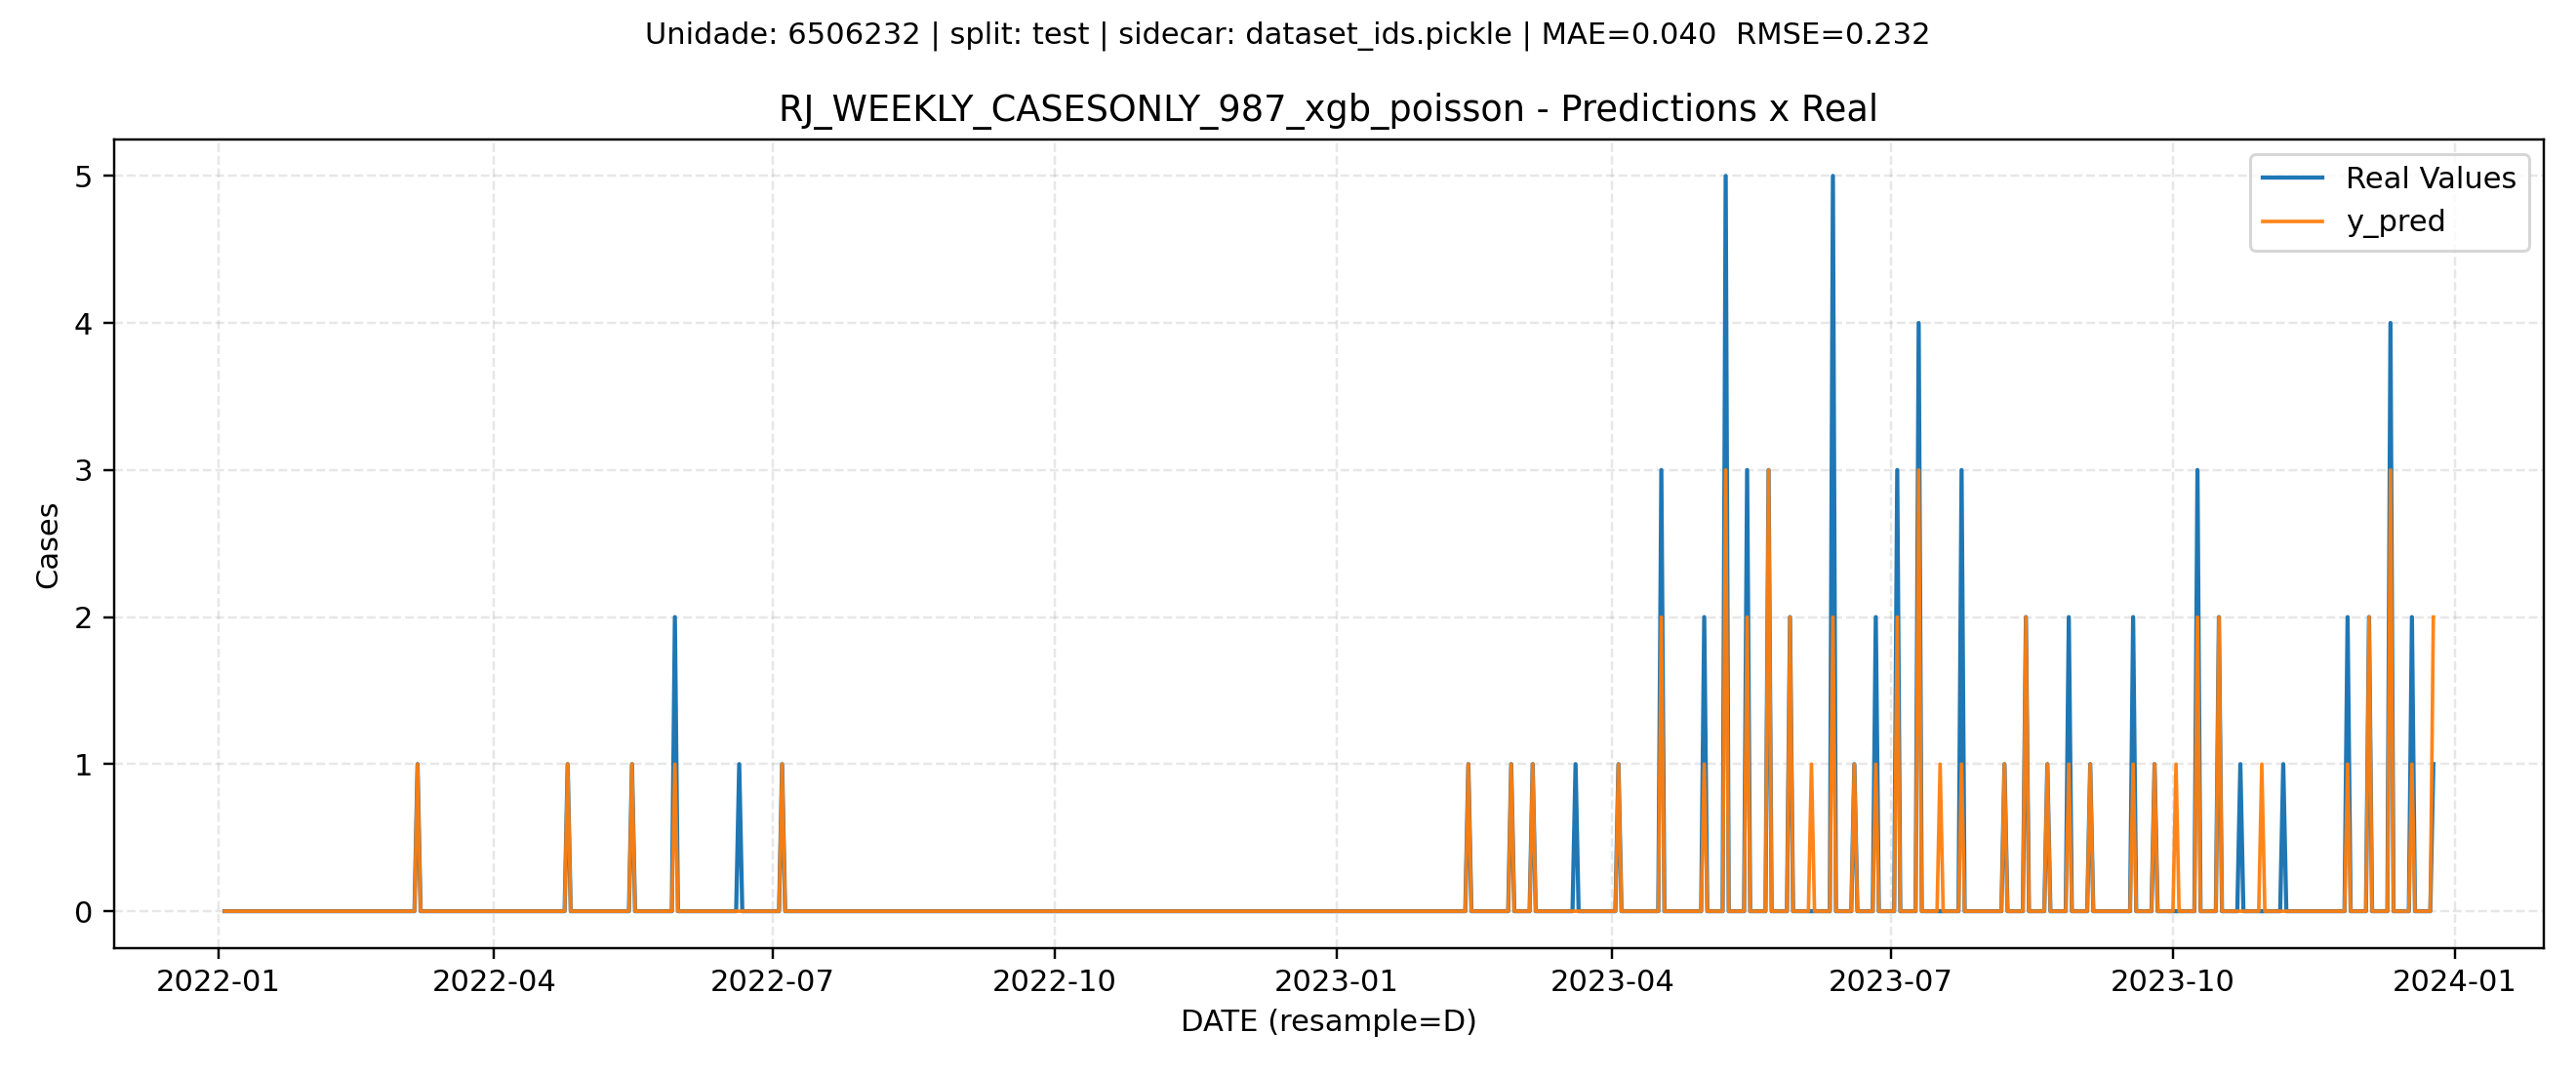 Unidade: 6506232 | split: test | sidecar: dataset_ids.pickle | MAE=0.040  RMSE=0.232
RJ_WEEKLY_CASESONLY_987_xgb_poisson - Predictions x Real
Real Values
y_pred
5
4
3
2
1
0
Cases
2022-01
2022-04
2022-07
2022-10
2023-01
2023-04
2023-07
2023-10
2024-01
DATE (resample=D)